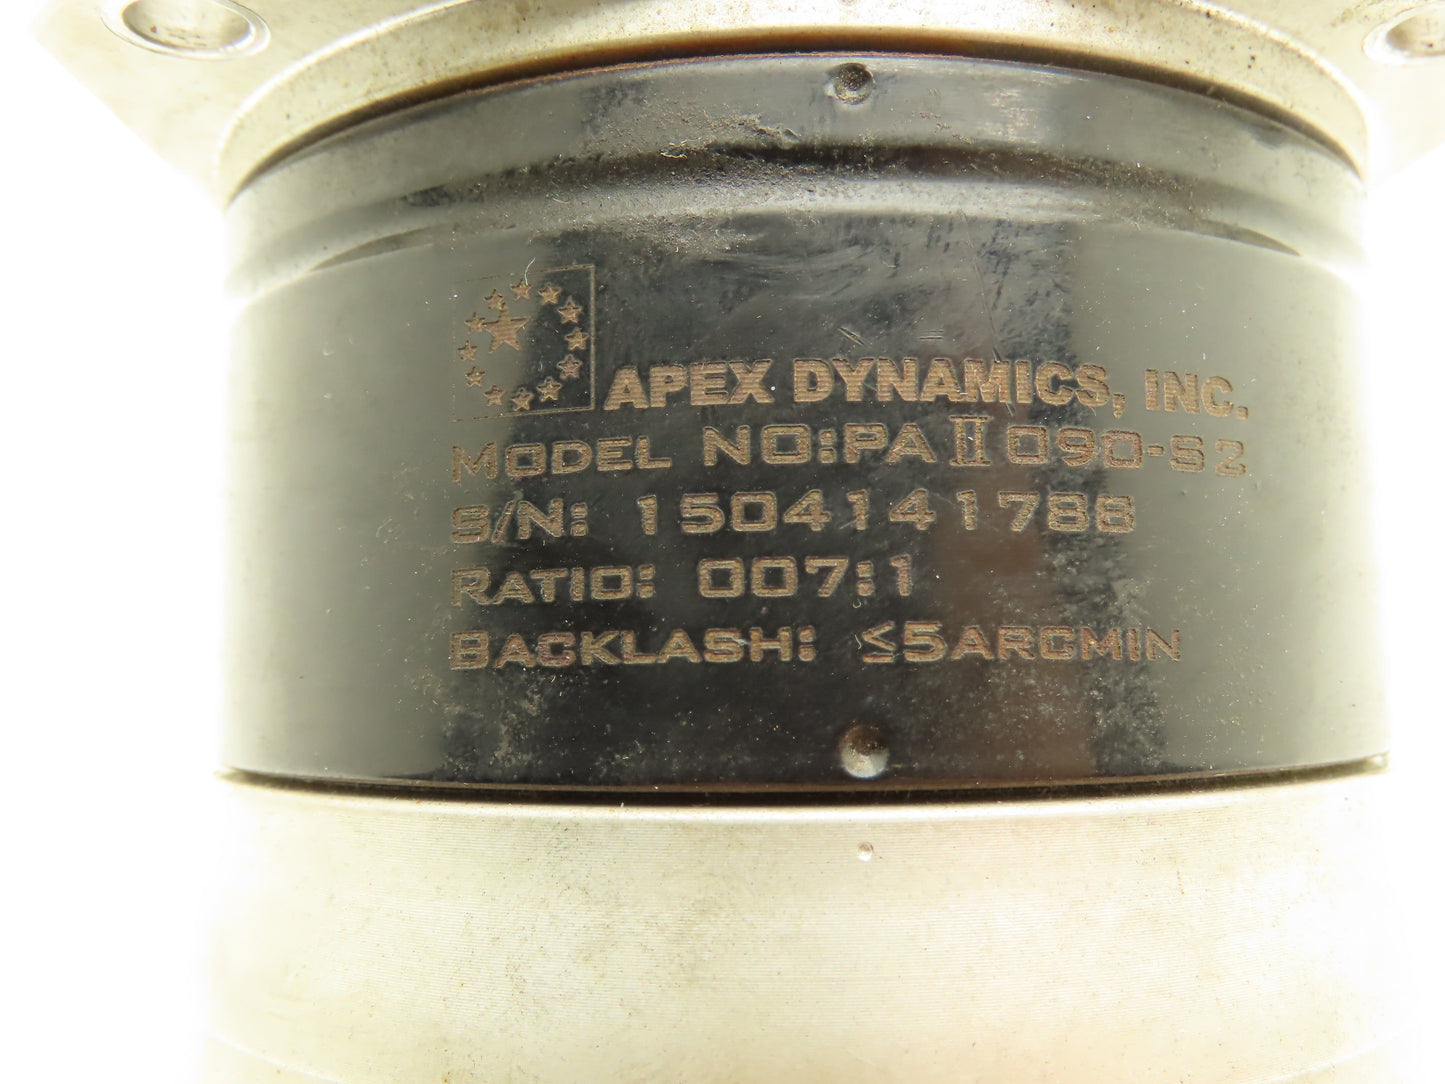 APEX DYNAMICS, INC.
MODEL NO:PAⅡ090-S2
S/N: 1504141788
RATIO: 007:1
BACKLASH: ≤5ARCMIN